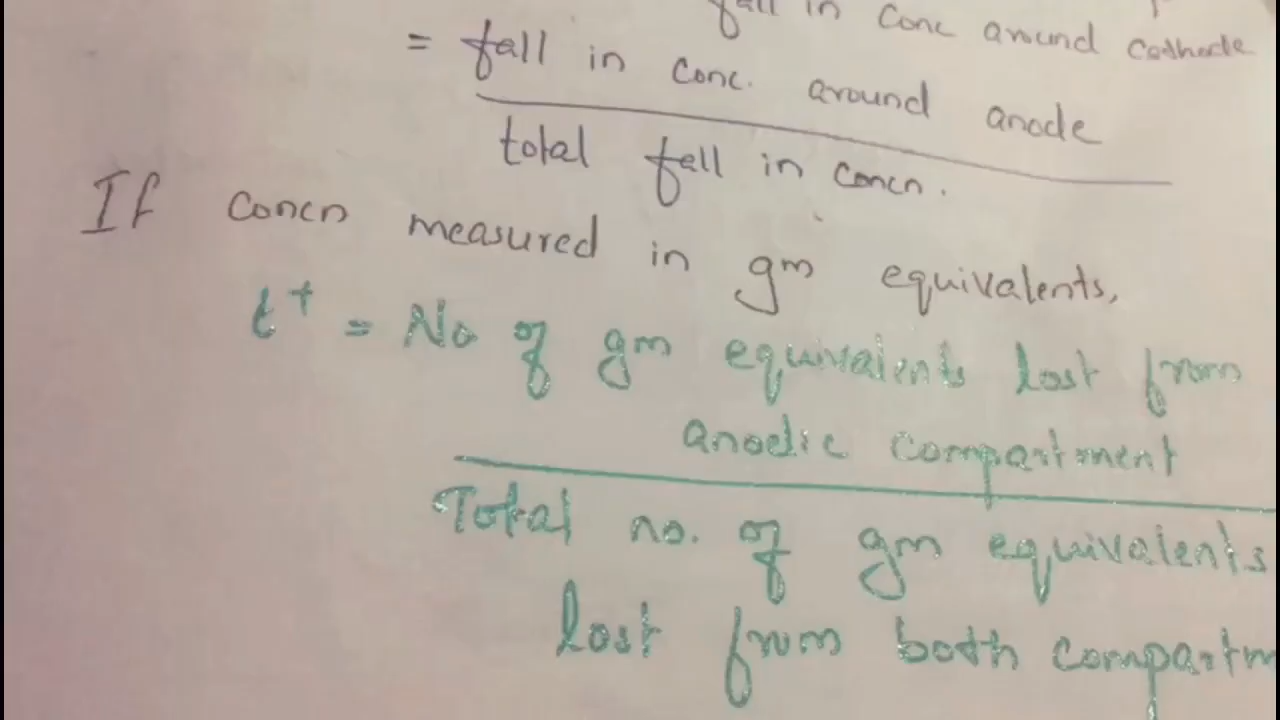 fall in conc around cathode
= fall in conc. around anode
total fall in concn.
If concn measured in gm equivalents,
t+ = No of gm equivalents lost from
anodic compartment
Total no. of gm equivalents
lost from both